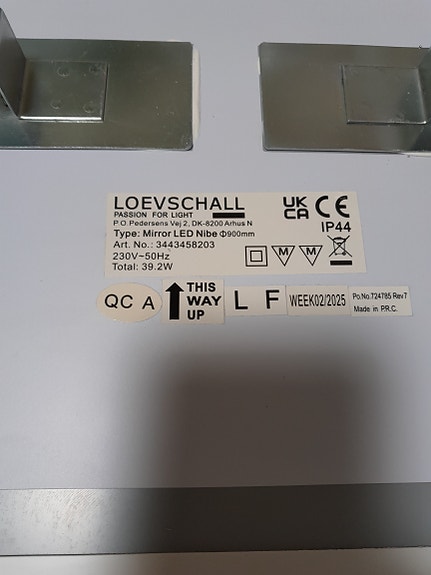 LOEVSCHALL
PASSION FOR LIGHT
P.O. Pedersens Vej 2, DK-8200 Arhus N
Type: Mirror LED Nibe Φ900mm
Art. No.: 3443458203
230V~50Hz
Total: 39.2W
UK
CA
CE
IP44
M M
QC A
THIS
WAY
UP
L F
WEEK02/2025
Po.No.724785 Rev7
Made in P.R.C.